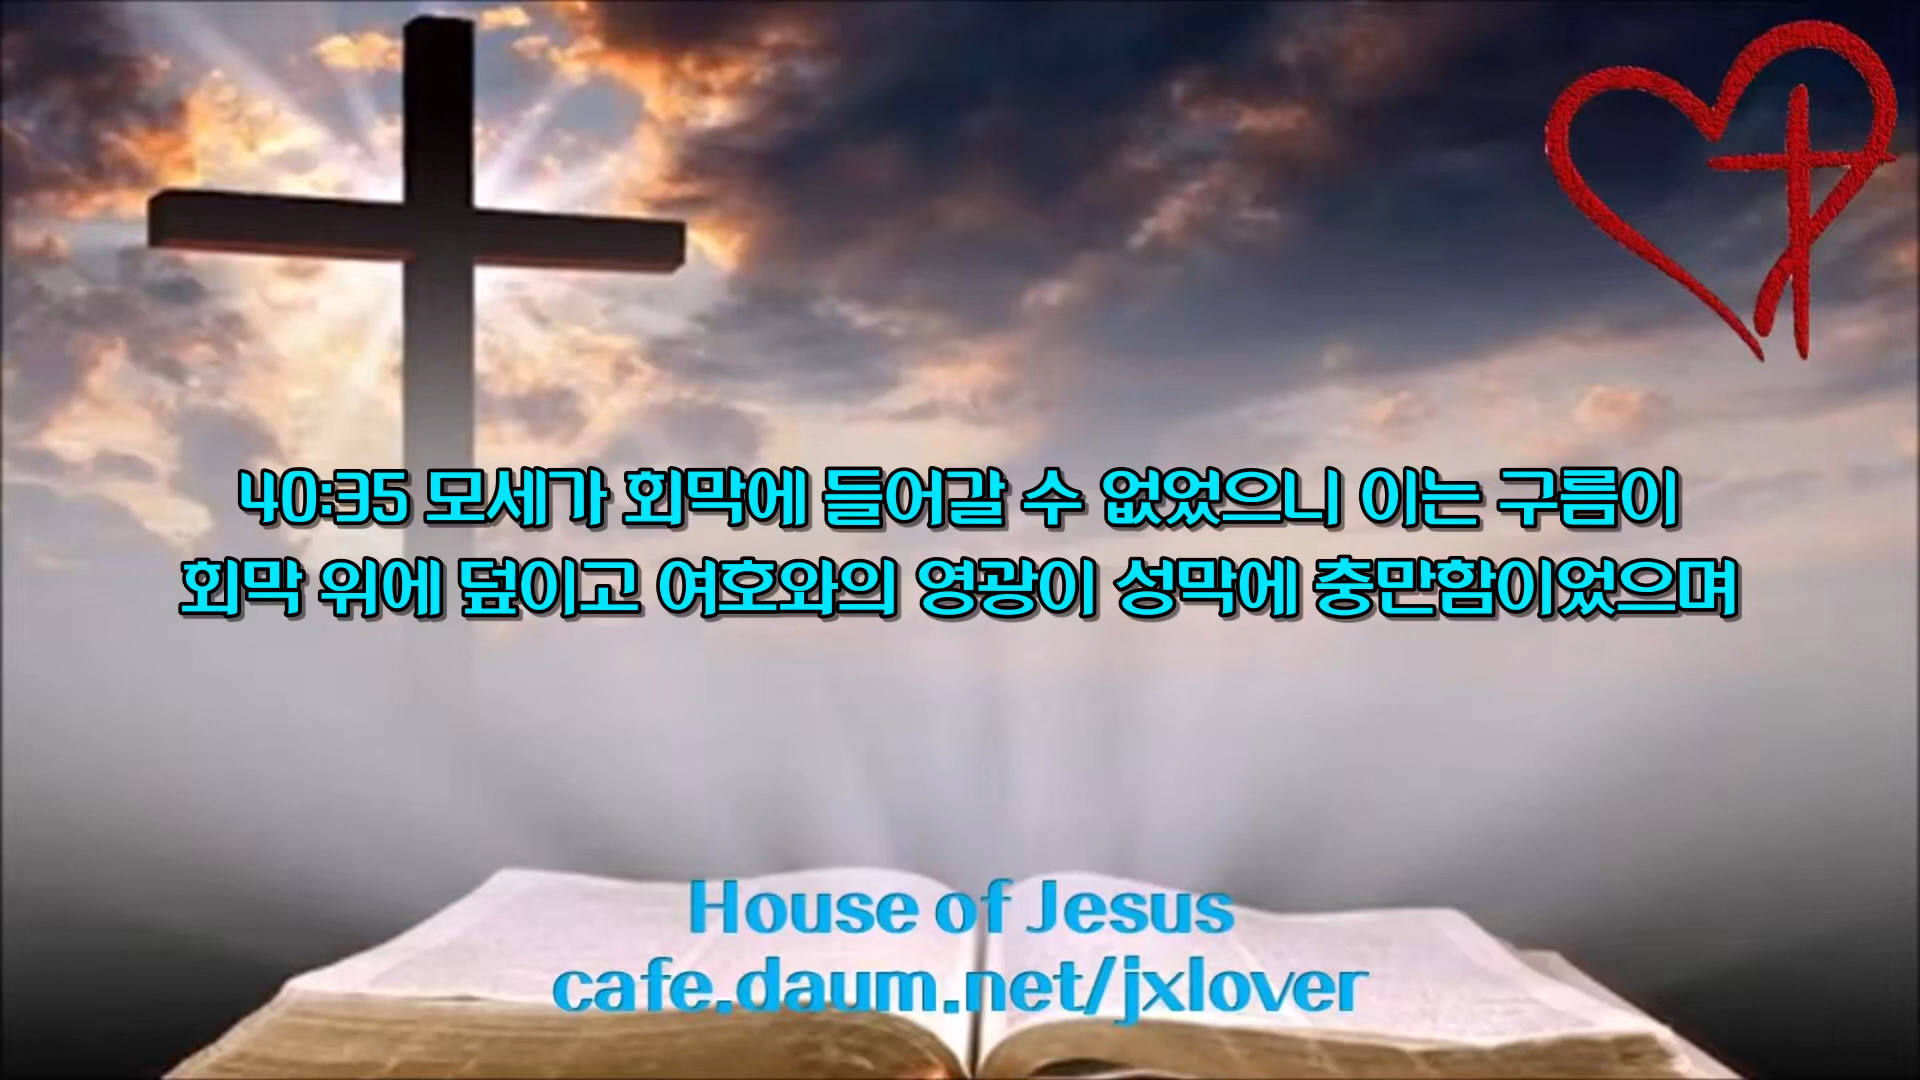 40:35 모세가 회막에 들어갈 수 없었으니 이는 구름이
회막 위에 덮이고 여호와의 영광이 성막에 충만함이었으며
House of Jesus
cafe.daum.net/jxlover